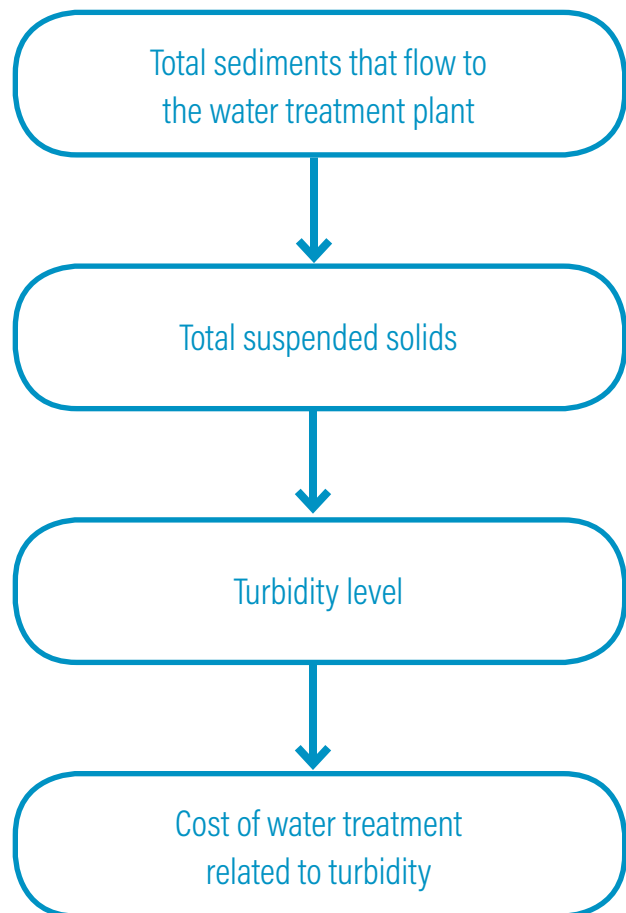 Total sediments that flow to
the water treatment plant
Total suspended solids
Turbidity level
Cost of water treatment
related to turbidity